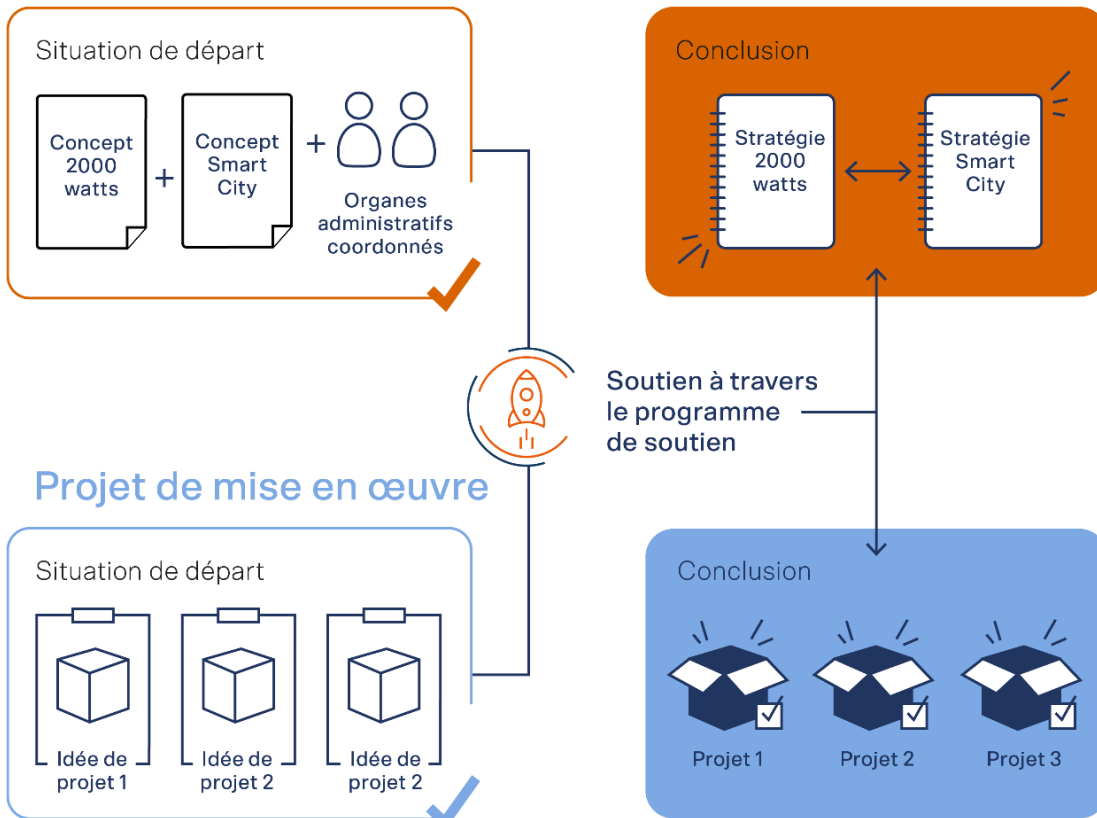 Situation de départ
Concept
2000
watts
+
Concept
Smart
City
+
Organes
administratifs
coordonnés
Conclusion
Stratégie
2000
watts
Stratégie
Smart
City
Soutien à travers
le programme
de soutien
Projet de mise en œuvre
Situation de départ
Idée de
projet 1
Idée de
projet 2
Idée de
projet 2
Conclusion
Projet 1
Projet 2
Projet 3